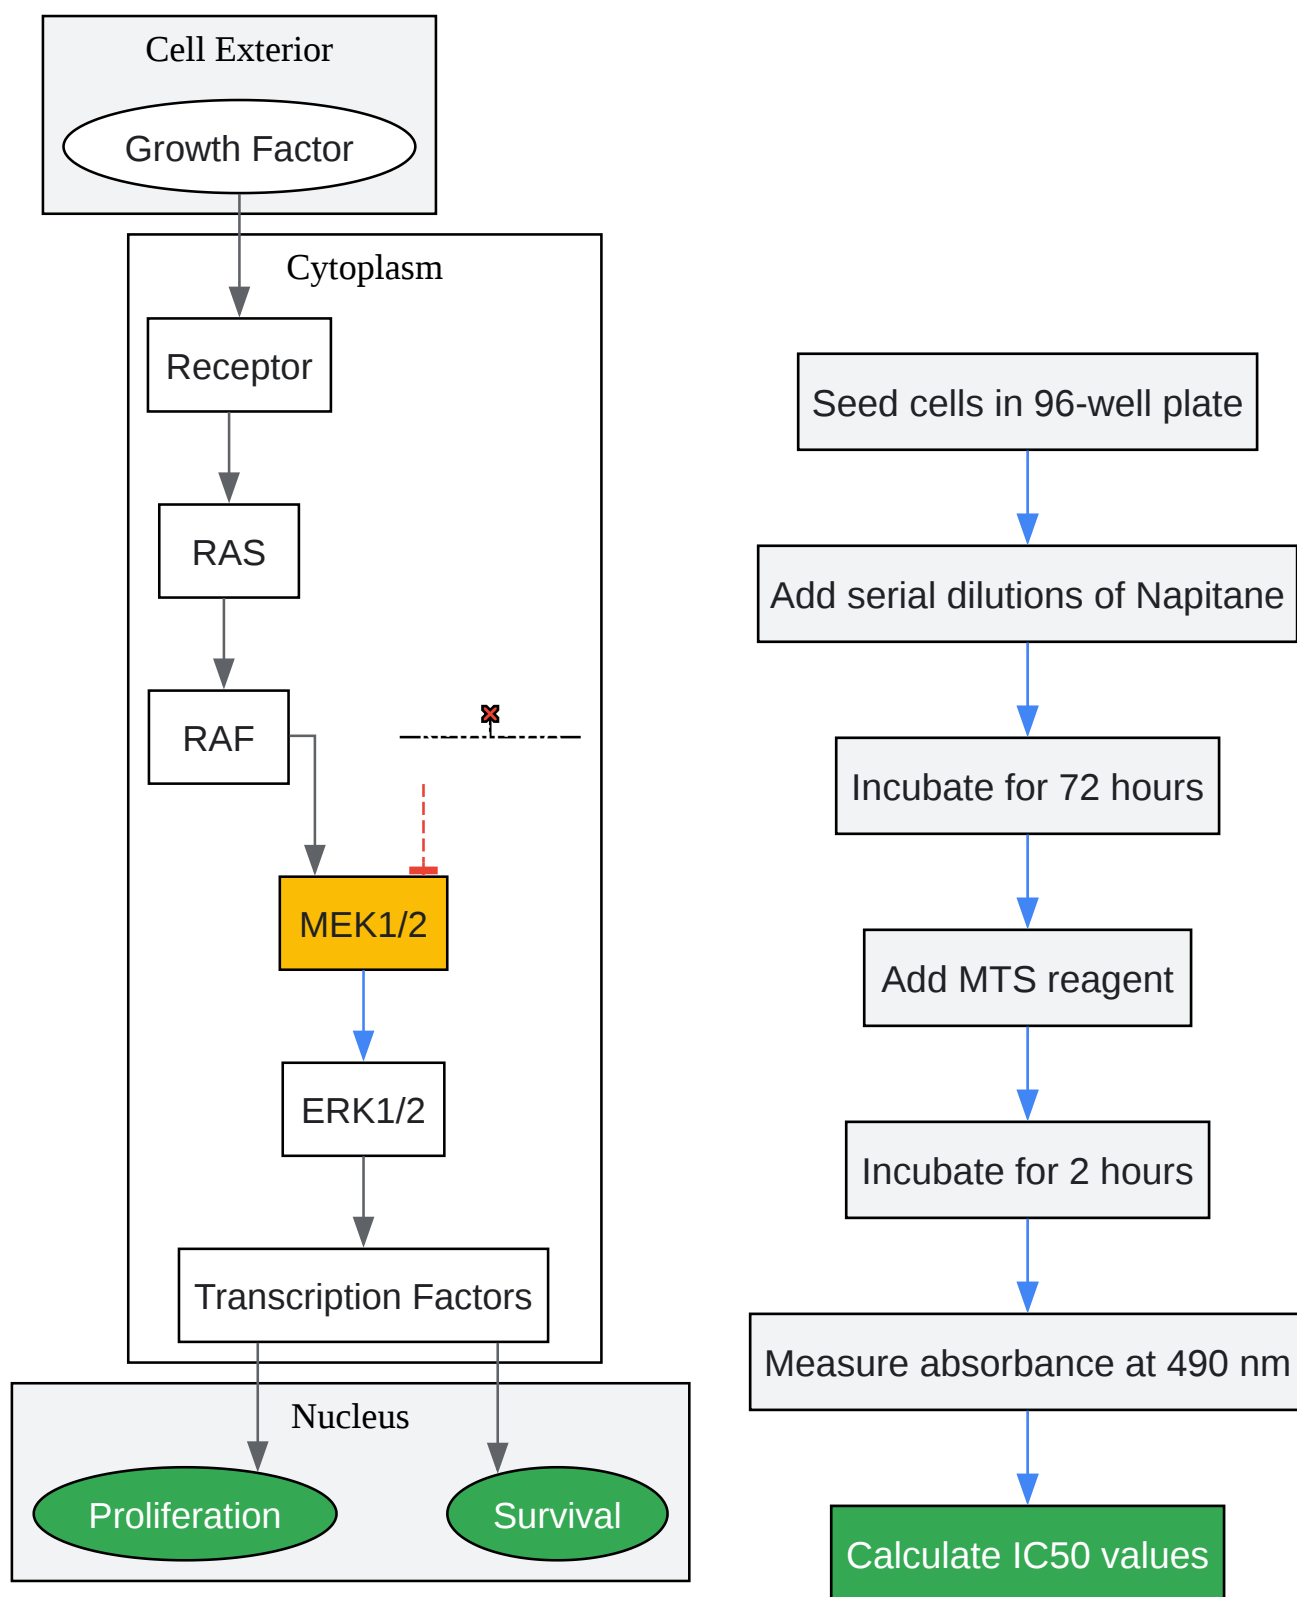 Cell Exterior
Growth Factor
Cytoplasm
Receptor
RAS
RAF
MEK1/2
ERK1/2
Transcription Factors
Nucleus
Proliferation
Survival
Seed cells in 96-well plate
Add serial dilutions of Napitane
Incubate for 72 hours
Add MTS reagent
Incubate for 2 hours
Measure absorbance at 490 nm
Calculate IC50 values